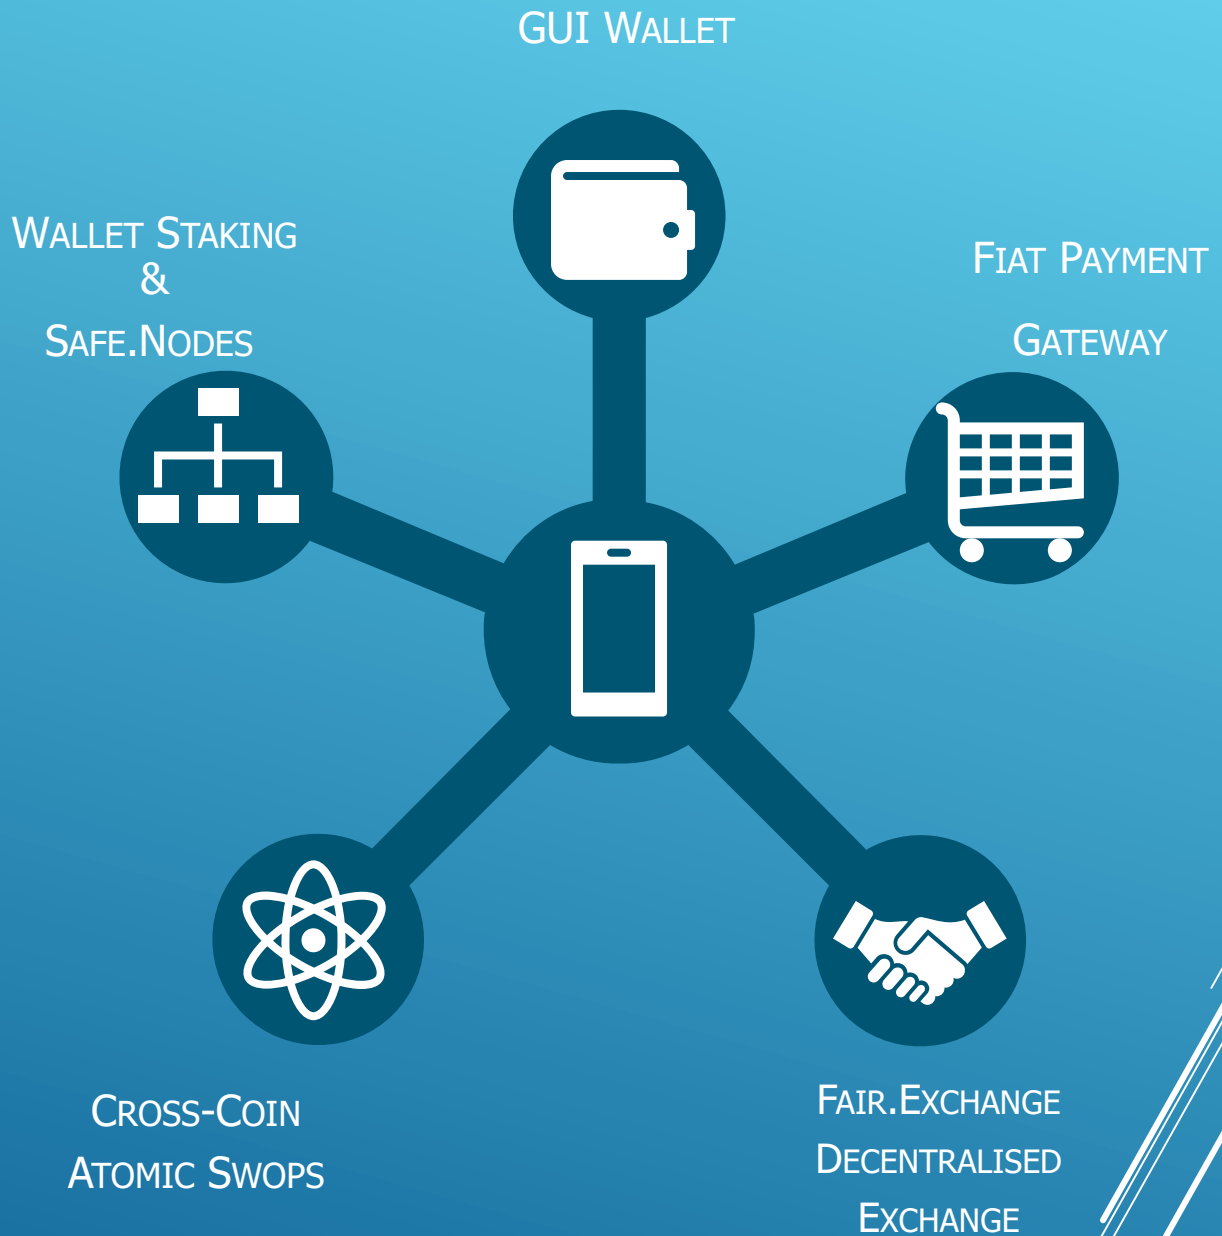 GUI WALLET
WALLET STAKING
&
SAFE.NODES
FIAT PAYMENT
GATEWAY
CROSS-COIN
ATOMIC SWOPS
FAIR.EXCHANGE
DECENTRALISED
EXCHANGE